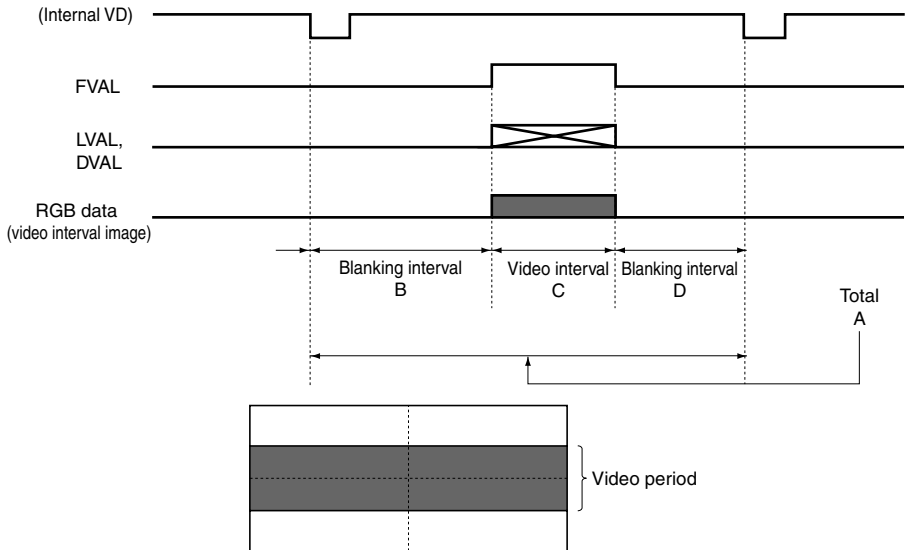 (Internal VD)
FVAL
LVAL,
DVAL
RGB data
(video interval image)
Blanking interval
B
Video interval
C
Blanking interval
D
Total
A
Video period